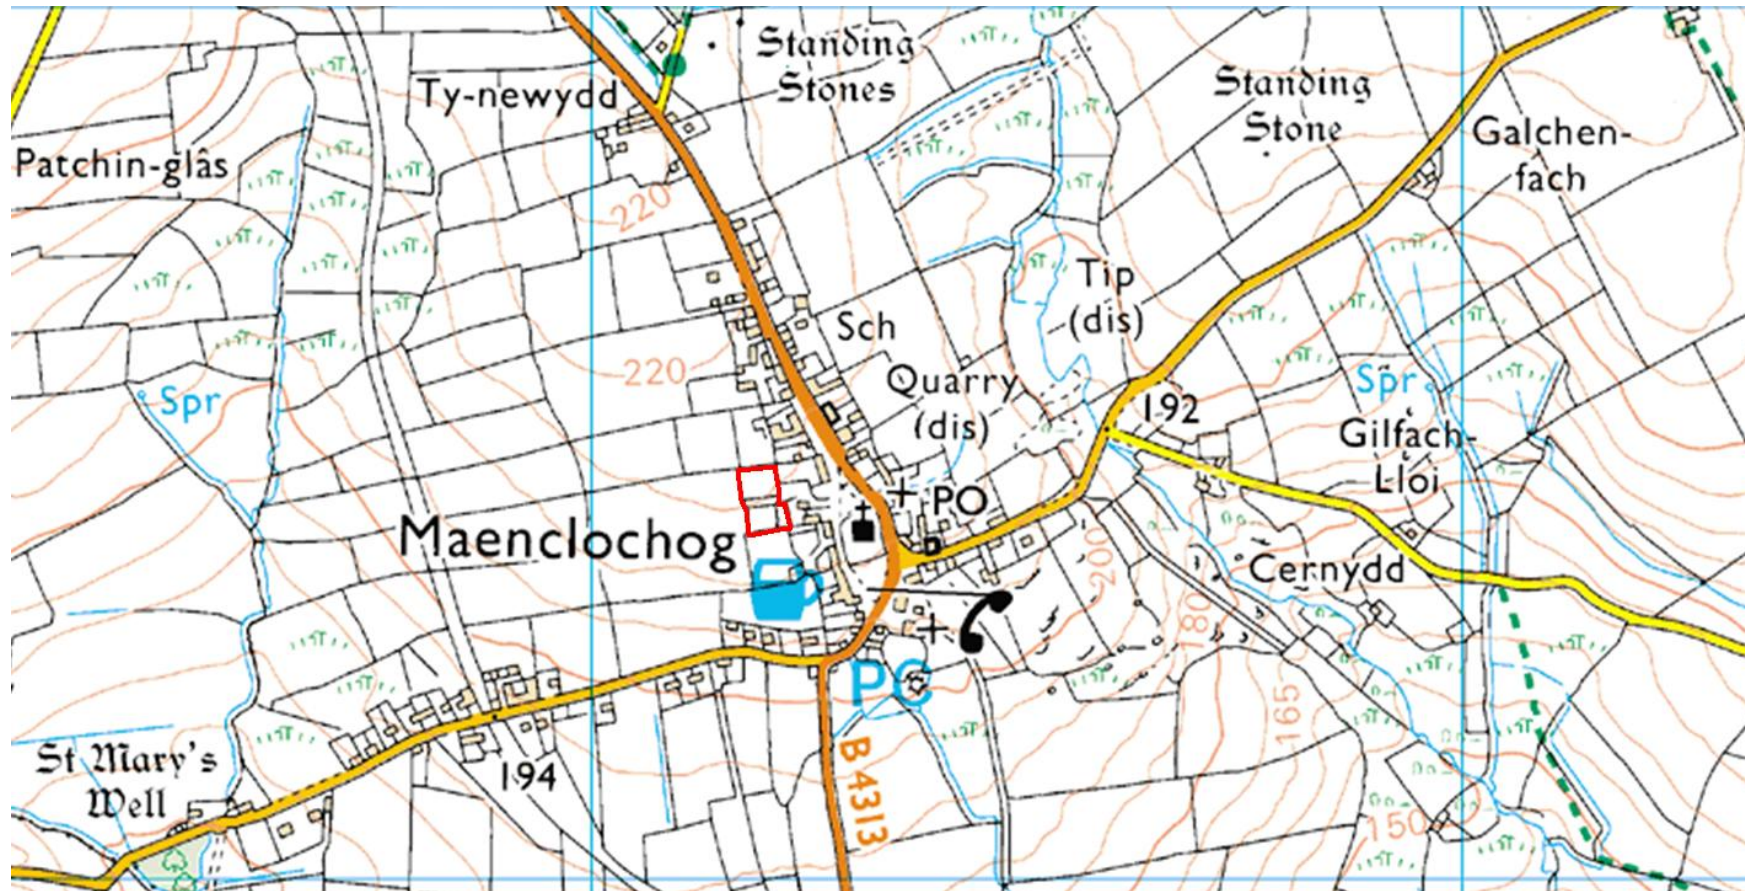 Standing
Stones
Ty-newydd
Standing
Stone
Galchen-
fach
Patchin-glâs
220
Tip
(dis)
Sch
220
Quarry
(dis)
Spr
192
Spr
Gilfach-
Lloi
PO
Maenclochog
200
Cernydd
180
PC
165
St Mary's
Well
194
B 4313
150